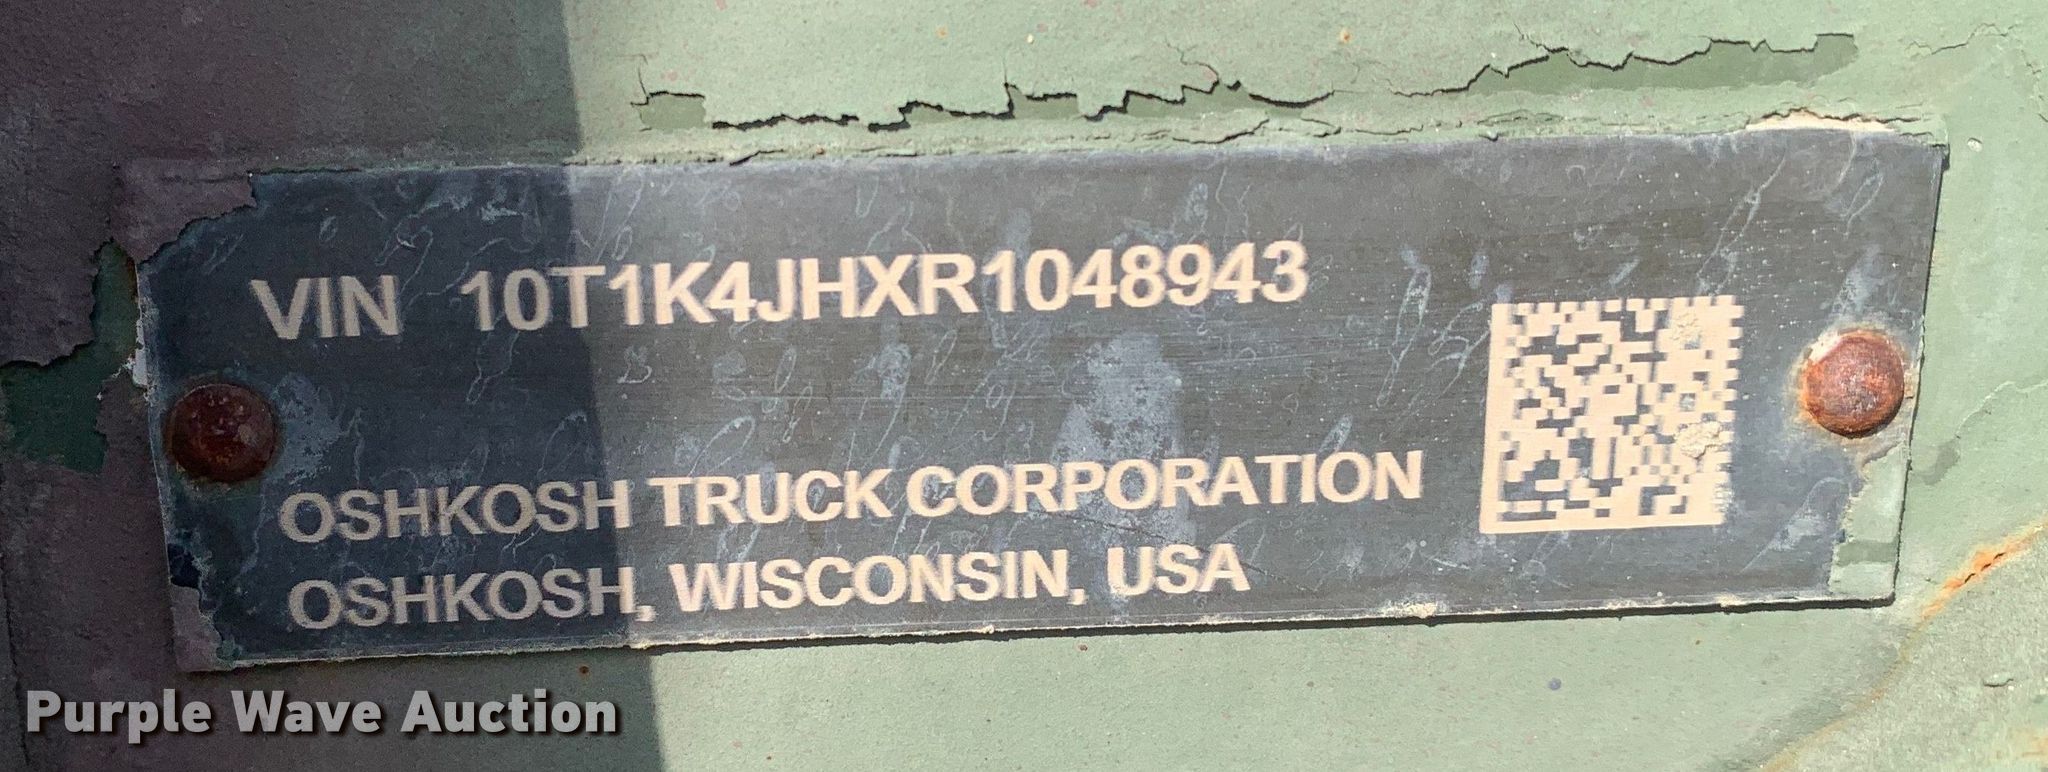 VIN 10T1K4JHXR1048943
OSHKOSH TRUCK CORPORATION
OSHKOSH, WISCONSIN, USA
Purple Wave Auction